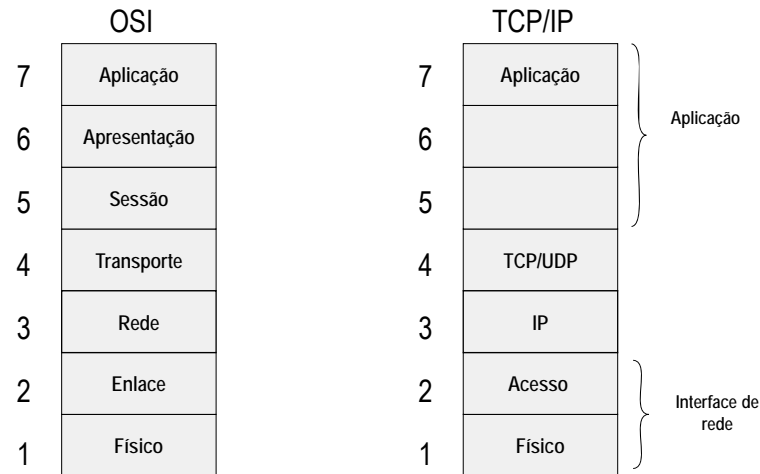 OSI
TCP/IP
7
Aplicação
7
Aplicação
Aplicação
6
Apresentação
6
5
Sessão
5
4
Transporte
4
TCP/UDP
3
Rede
3
IP
2
Enlace
2
Acesso
Interface de
rede
1
Físico
1
Físico